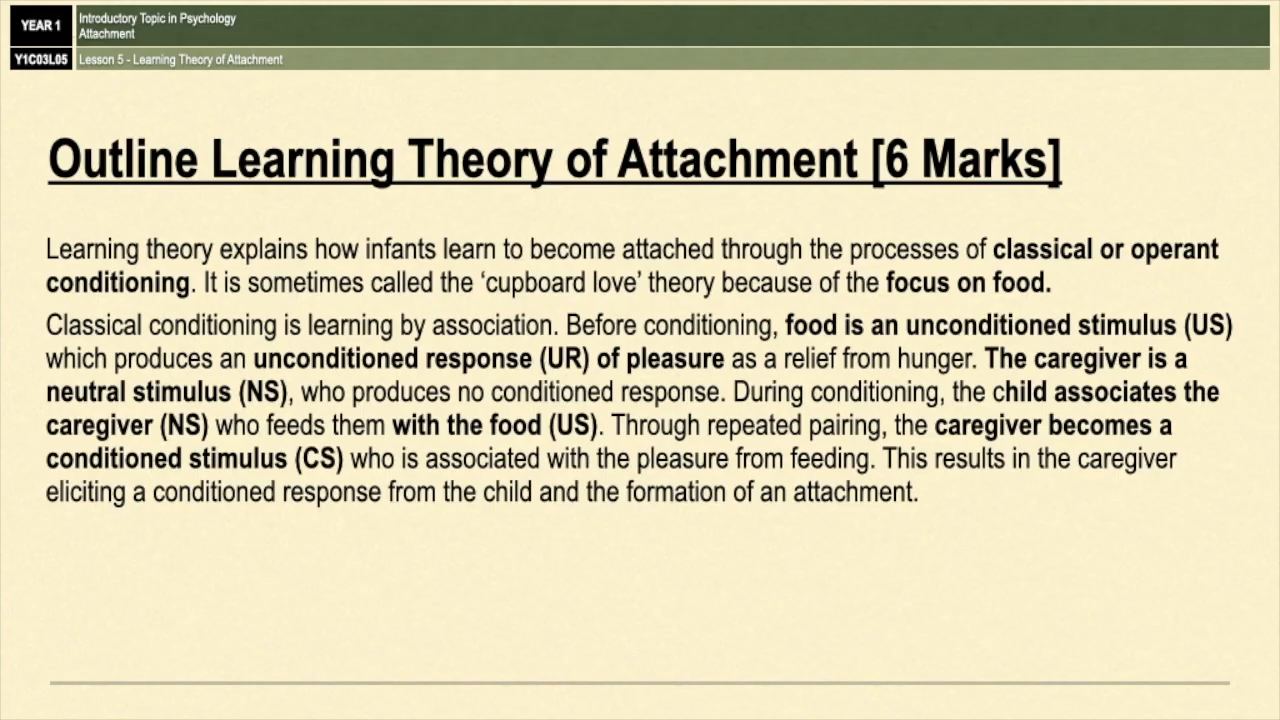 YEAR 1
Introductory Topic in Psychology
Attachment
Y1C03L05
Lesson 5 - Learning Theory of Attachment
Outline Learning Theory of Attachment [6 Marks]
Learning theory explains how infants learn to become attached through the processes of classical or operant
conditioning. It is sometimes called the ‘cupboard love’ theory because of the focus on food.
Classical conditioning is learning by association. Before conditioning, food is an unconditioned stimulus (US)
which produces an unconditioned response (UR) of pleasure as a relief from hunger. The caregiver is a
neutral stimulus (NS), who produces no conditioned response. During conditioning, the child associates the
caregiver (NS) who feeds them with the food (US). Through repeated pairing, the caregiver becomes a
conditioned stimulus (CS) who is associated with the pleasure from feeding. This results in the caregiver
eliciting a conditioned response from the child and the formation of an attachment.